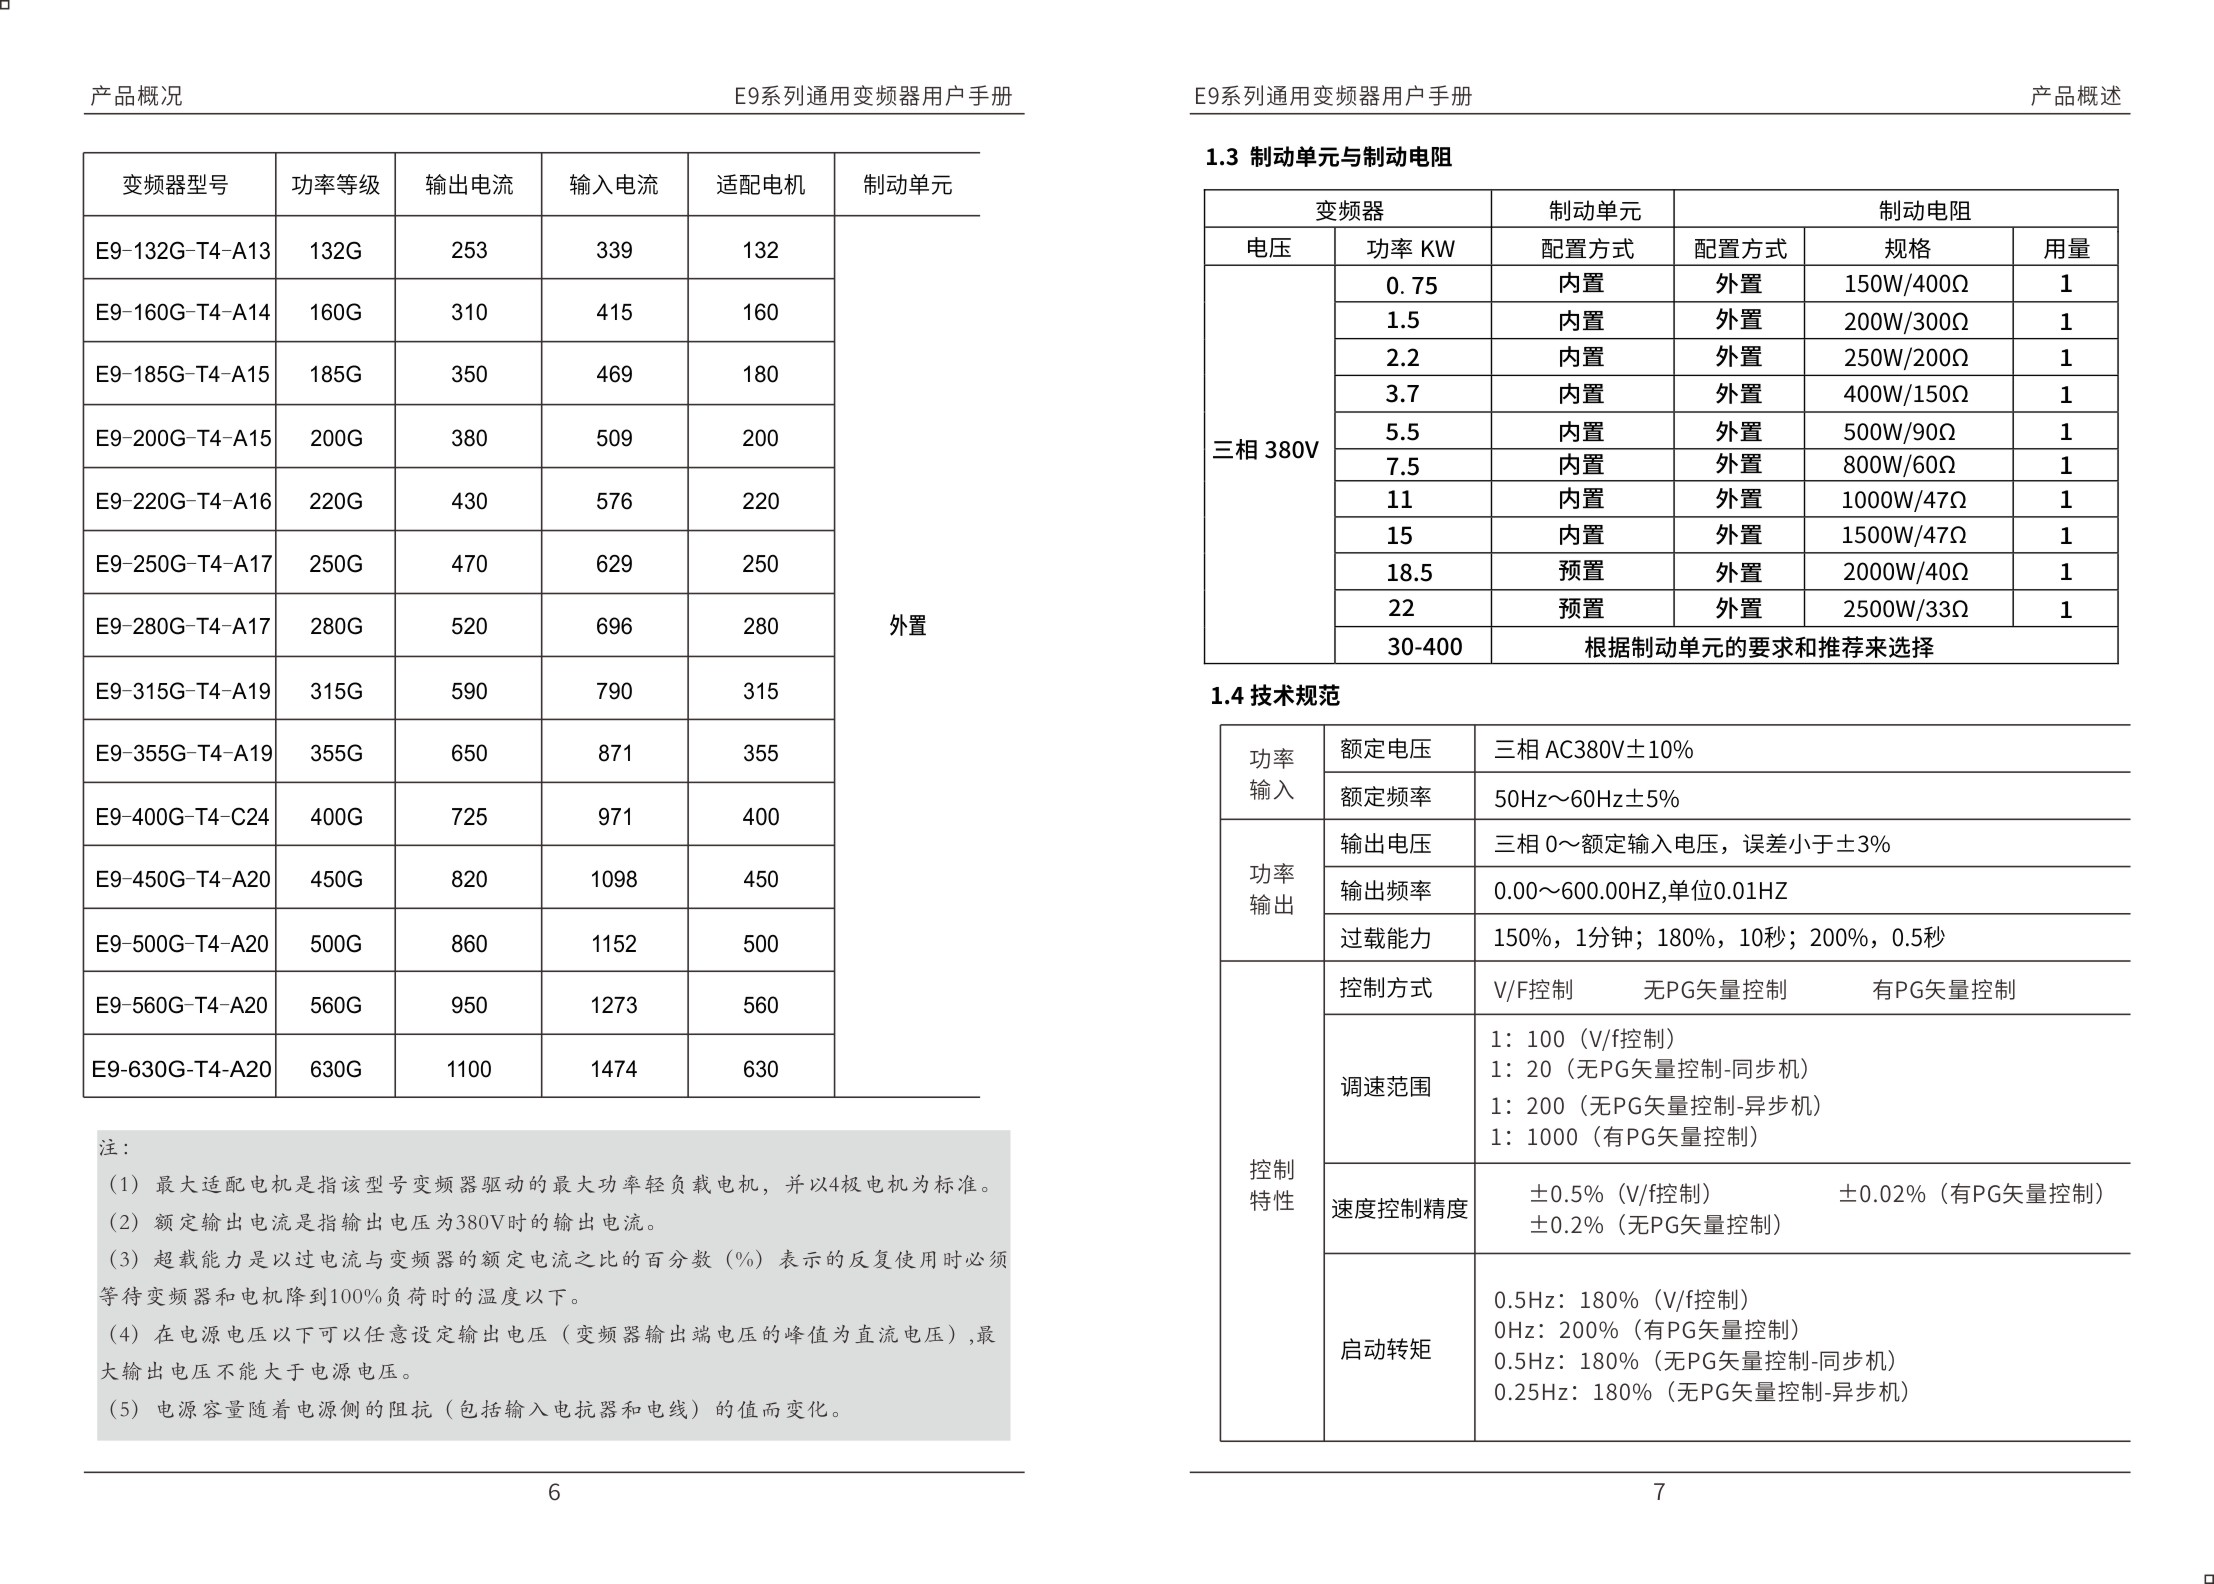 产品概况 E9系列通用变频器用户手册
变频器型号 功率等级 输出电流 输入电流 适配电机 制动单元
E9-132G-T4-A13 132G 253 339 132
E9-160G-T4-A14 160G 310 415 160
E9-185G-T4-A15 185G 350 469 180
E9-200G-T4-A15 200G 380 509 200
E9-220G-T4-A16 220G 430 576 220
E9-250G-T4-A17 250G 470 629 250
E9-280G-T4-A17 280G 520 696 280 外置
E9-315G-T4-A19 315G 590 790 315
E9-355G-T4-A19 355G 650 871 355
E9-400G-T4-C24 400G 725 971 400
E9-450G-T4-A20 450G 820 1098 450
E9-500G-T4-A20 500G 860 1152 500
E9-560G-T4-A20 560G 950 1273 560
E9-630G-T4-A20 630G 1100 1474 630
注：
（1）最大适配电机是指该型号变频器驱动的最大功率轻负载电机，并以4极电机为标准。
（2）额定输出电流是指输出电压为380V时的输出电流。
（3）超载能力是以过电流与变频器的额定电流之比的百分数（%）表示的反复使用时必须
等待变频器和电机降到100%负荷时的温度以下。
（4）在电源电压以下可以任意设定输出电压（变频器输出端电压的峰值为直流电压）,最
大输出电压不能大于电源电压。
（5）电源容量随着电源侧的阻抗（包括输入电抗器和电线）的值而变化。
6
E9系列通用变频器用户手册 产品概述
1.3 制动单元与制动电阻
变频器 制动单元 制动电阻
电压 功率 KW 配置方式 配置方式 规格 用量
0.75 内置 外置 150W/400Ω 1
1.5 内置 外置 200W/300Ω 1
2.2 内置 外置 250W/200Ω 1
3.7 内置 外置 400W/150Ω 1
5.5 内置 外置 500W/90Ω 1
三相 380V
7.5 内置 外置 800W/60Ω 1
11 内置 外置 1000W/47Ω 1
15 内置 外置 1500W/47Ω 1
18.5 预置 外置 2000W/40Ω 1
22 预置 外置 2500W/33Ω 1
30-400 根据制动单元的要求和推荐来选择
1.4 技术规范
功率
输入
额定电压 三相 AC380V±10%
额定频率 50Hz～60Hz±5%
功率
输出
输出电压 三相 0～额定输入电压，误差小于±3%
输出频率 0.00～600.00HZ,单位0.01HZ
过载能力 150%，1分钟；180%，10秒；200%，0.5秒
控制
特性
控制方式 V/F控制 无PG矢量控制 有PG矢量控制
调速范围
1：100（V/f控制）
1：20（无PG矢量控制-同步机）
1：200（无PG矢量控制-异步机）
1：1000（有PG矢量控制）
速度控制精度
±0.5%（V/f控制） ±0.02%（有PG矢量控制）
±0.2%（无PG矢量控制）
启动转矩
0.5Hz：180%（V/f控制）
0Hz：200%（有PG矢量控制）
0.5Hz：180%（无PG矢量控制-同步机）
0.25Hz：180%（无PG矢量控制-异步机）
7